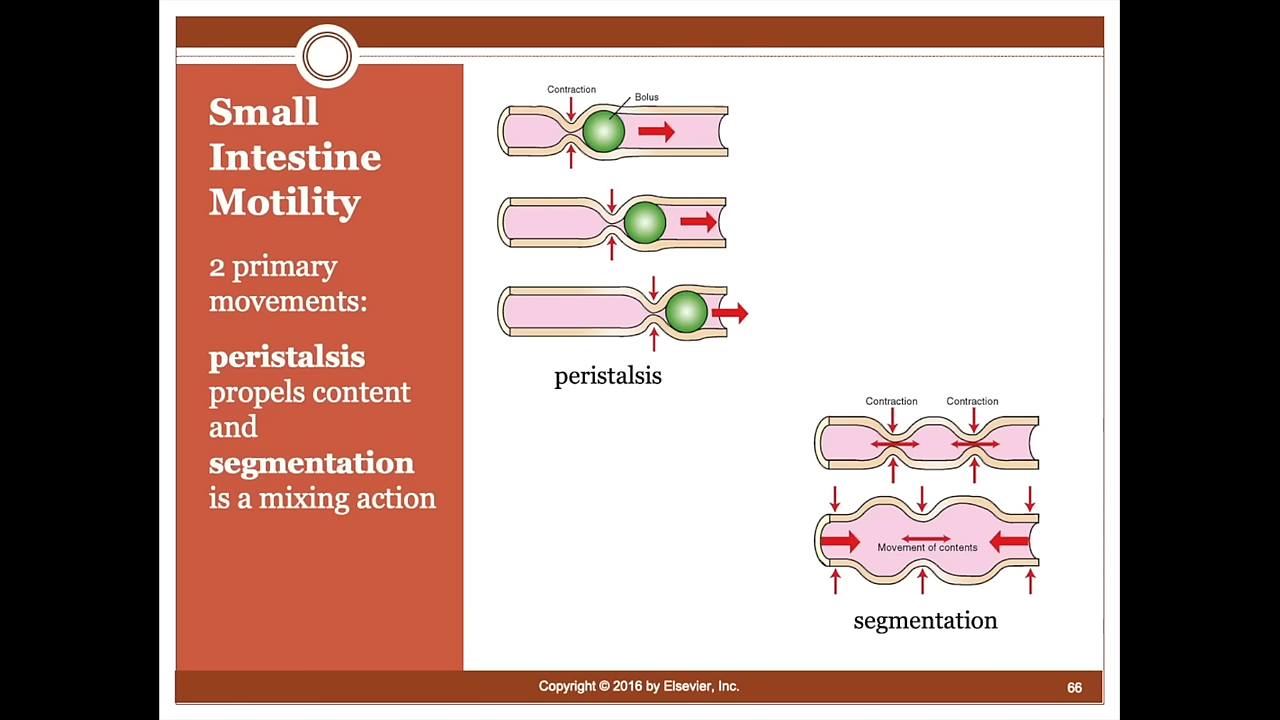 Small
Intestine
Motility
2 primary
movements:
peristalsis
propels content
and
segmentation
is a mixing action
Contraction
Bolus
peristalsis
Contraction Contraction
Movement of contents
segmentation
Copyright © 2016 by Elsevier, Inc.
66